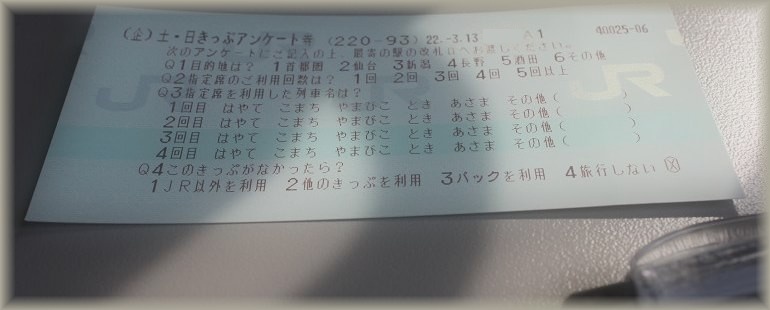 (企)土・日きっぷアンケート券 (220-93)22.-3.13 A1 40025-06
次のアンケートにご記入の上、最寄の駅の改札口へお渡しください。
Q1目的地は? 1首都圏 2仙台 3新潟 4長野 5酒田 6その他
Q2指定席のご利用回数は? 1回 2回 3回 4回 5回以上
Q3指定席を利用した列車名は?
1回目 はやて こまち やまびこ とき あさま その他( )
2回目 はやて こまち やまびこ とき あさま その他( )
3回目 はやて こまち やまびこ とき あさま その他( )
4回目 はやて こまち やまびこ とき あさま その他( )
Q4このきっぷがなかったら?
1JR以外を利用 2他のきっぷを利用 3パックを利用 4旅行しない Ⓧ
JR
JR